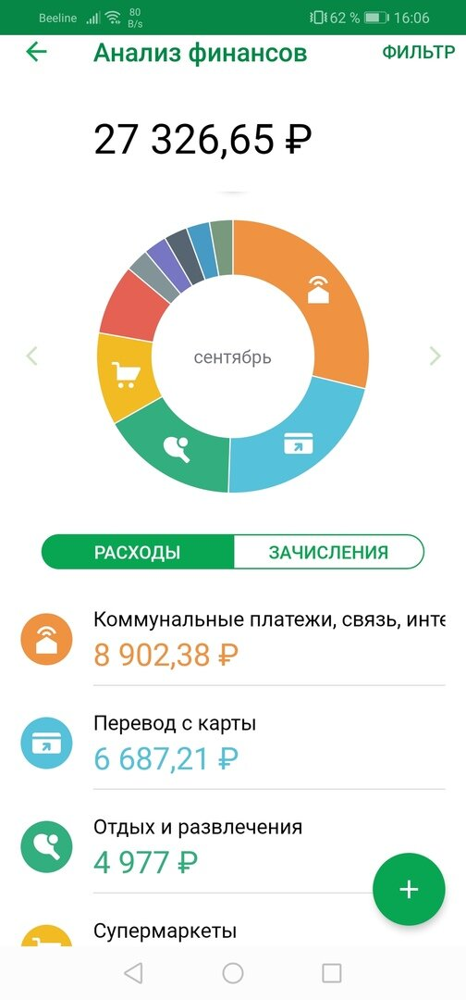 Beeline 80 B/s 62 % 16:06
Анализ финансов ФИЛЬТР
27 326,65 ₽
сентябрь
РАСХОДЫ ЗАЧИСЛЕНИЯ
Коммунальные платежи, связь, инте
8 902,38 ₽
Перевод с карты
6 687,21 ₽
Отдых и развлечения
4 977 ₽
Супермаркеты